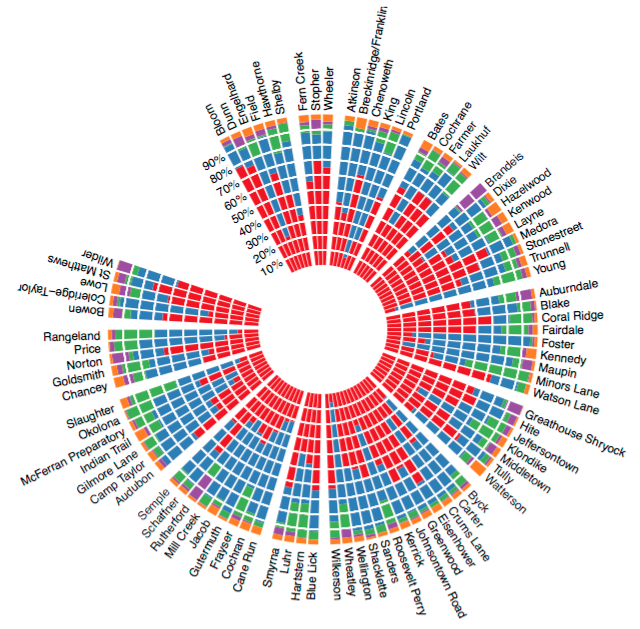 Bloom
Dunn
Engelhard
Field
Hawthorne
Shelby
Fern Creek
Stopher
Wheeler
Atkinson
Breckinridge/Franklin
Chenoweth
King
Lincoln
Portland
Bates
Cochrane
Farmer
Laukhuf
Wilt
Brandeis
Dixie
Hazelwood
Kenwood
Layne
Medora
Stonestreet
Trunnell
Young
Auburndale
Blake
Coral Ridge
Fairdale
Foster
Kennedy
Maupin
Minors Lane
Watson Lane
Greathouse Shryock
Hite
Jeffersontown
Klondike
Middletown
Tully
Watterson
Byck
Carter
Crums Lane
Eisenhower
Greenwood
Johnsontown Road
Kerrick
Roosevelt Perry
Sanders
Shacklette
Wellington
Wheatley
Wilkerson
Blue Lick
Hartstern
Luhr
Smyrna
Cane Run
Cochran
Frayser
Gutermuth
Jacob
Mill Creek
Rutherford
Schaffner
Semple
Audubon
Camp Taylor
Gilmore Lane
Indian Trail
McFerran Preparatory
Okolona
Slaughter
Chancey
Goldsmith
Norton
Price
Rangeland
Bowen
Coleridge-Taylor
Lowe
St Matthews
Wilder
90%
80%
70%
60%
50%
40%
30%
20%
10%